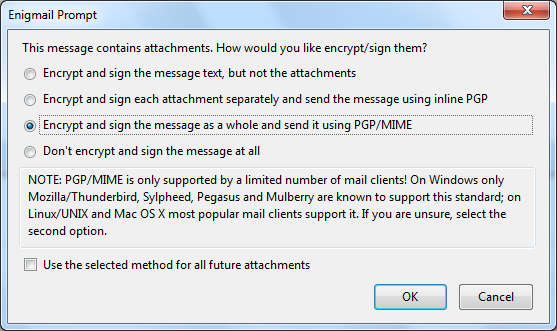 Enigmail Prompt
This message contains attachments. How would you like encrypt/sign them?
Encrypt and sign the message text, but not the attachments
Encrypt and sign each attachment separately and send the message using inline PGP
Encrypt and sign the message as a whole and send it using PGP/MIME
Don't encrypt and sign the message at all
NOTE: PGP/MIME is only supported by a limited number of mail clients! On Windows only
Mozilla/Thunderbird, Sylpheed, Pegasus and Mulberry are known to support this standard; on
Linux/UNIX and Mac OS X most popular mail clients support it. If you are unsure, select the
second option.
Use the selected method for all future attachments
OK
Cancel